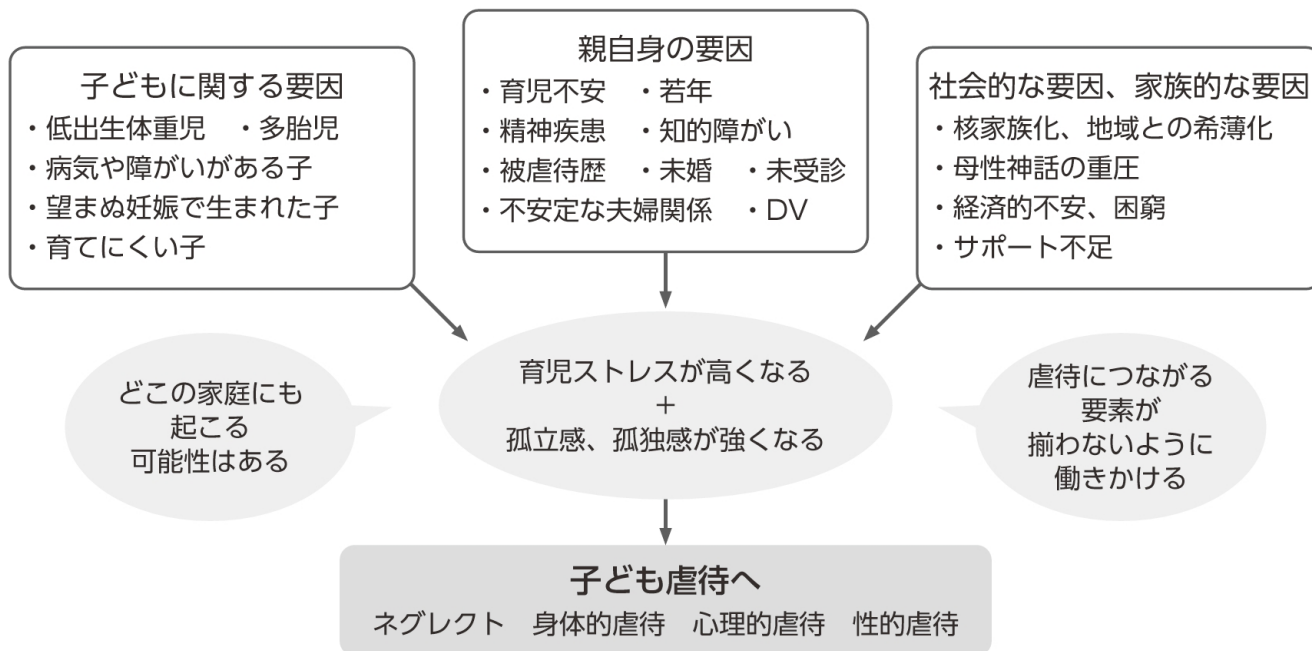 子どもに関する要因
・低出生体重児 ・多胎児
・病気や障がいがある子
・望まぬ妊娠で生まれた子
・育てにくい子
親自身の要因
・育児不安 ・若年
・精神疾患 ・知的障がい
・被虐待歴 ・未婚 ・未受診
・不安定な夫婦関係 ・DV
社会的な要因、家族的な要因
・核家族化、地域との希薄化
・母性神話の重圧
・経済的不安、困窮
・サポート不足
どこの家庭にも
起こる
可能性はある
育児ストレスが高くなる
+
孤立感、孤独感が強くなる
虐待につながる
要素が
揃わないように
働きかける
子ども虐待へ
ネグレクト 身体的虐待 心理的虐待 性的虐待